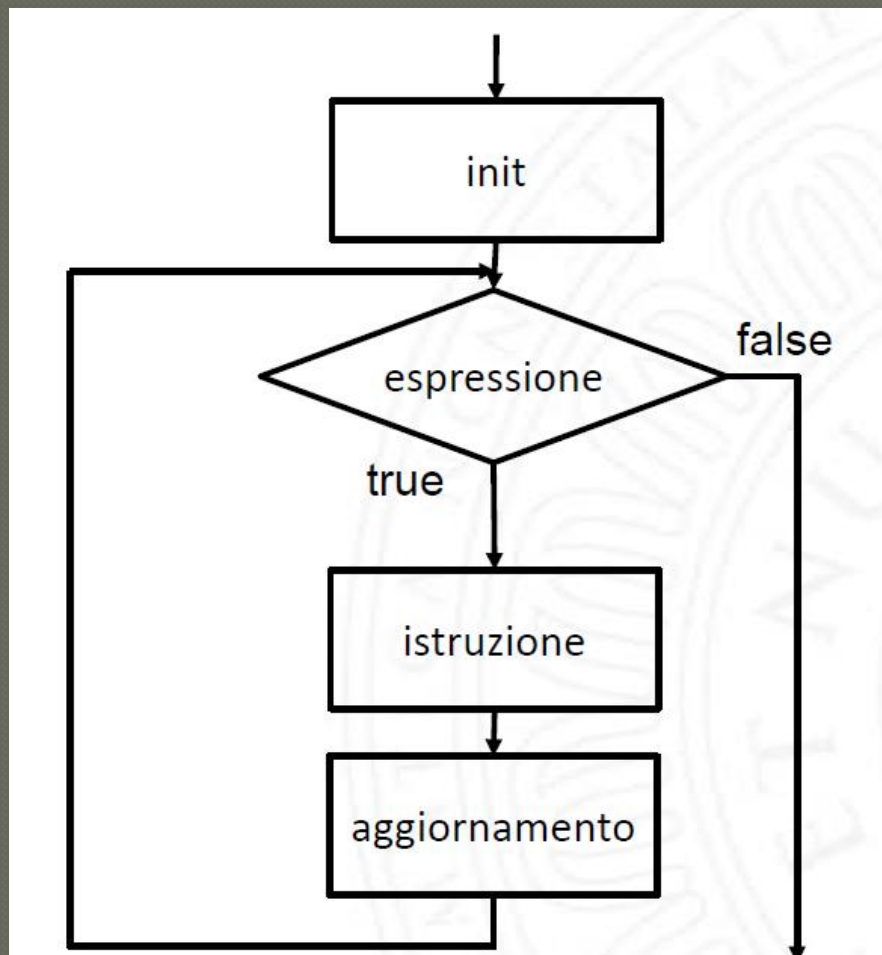 init
espressione
false
true
istruzione
aggiornamento